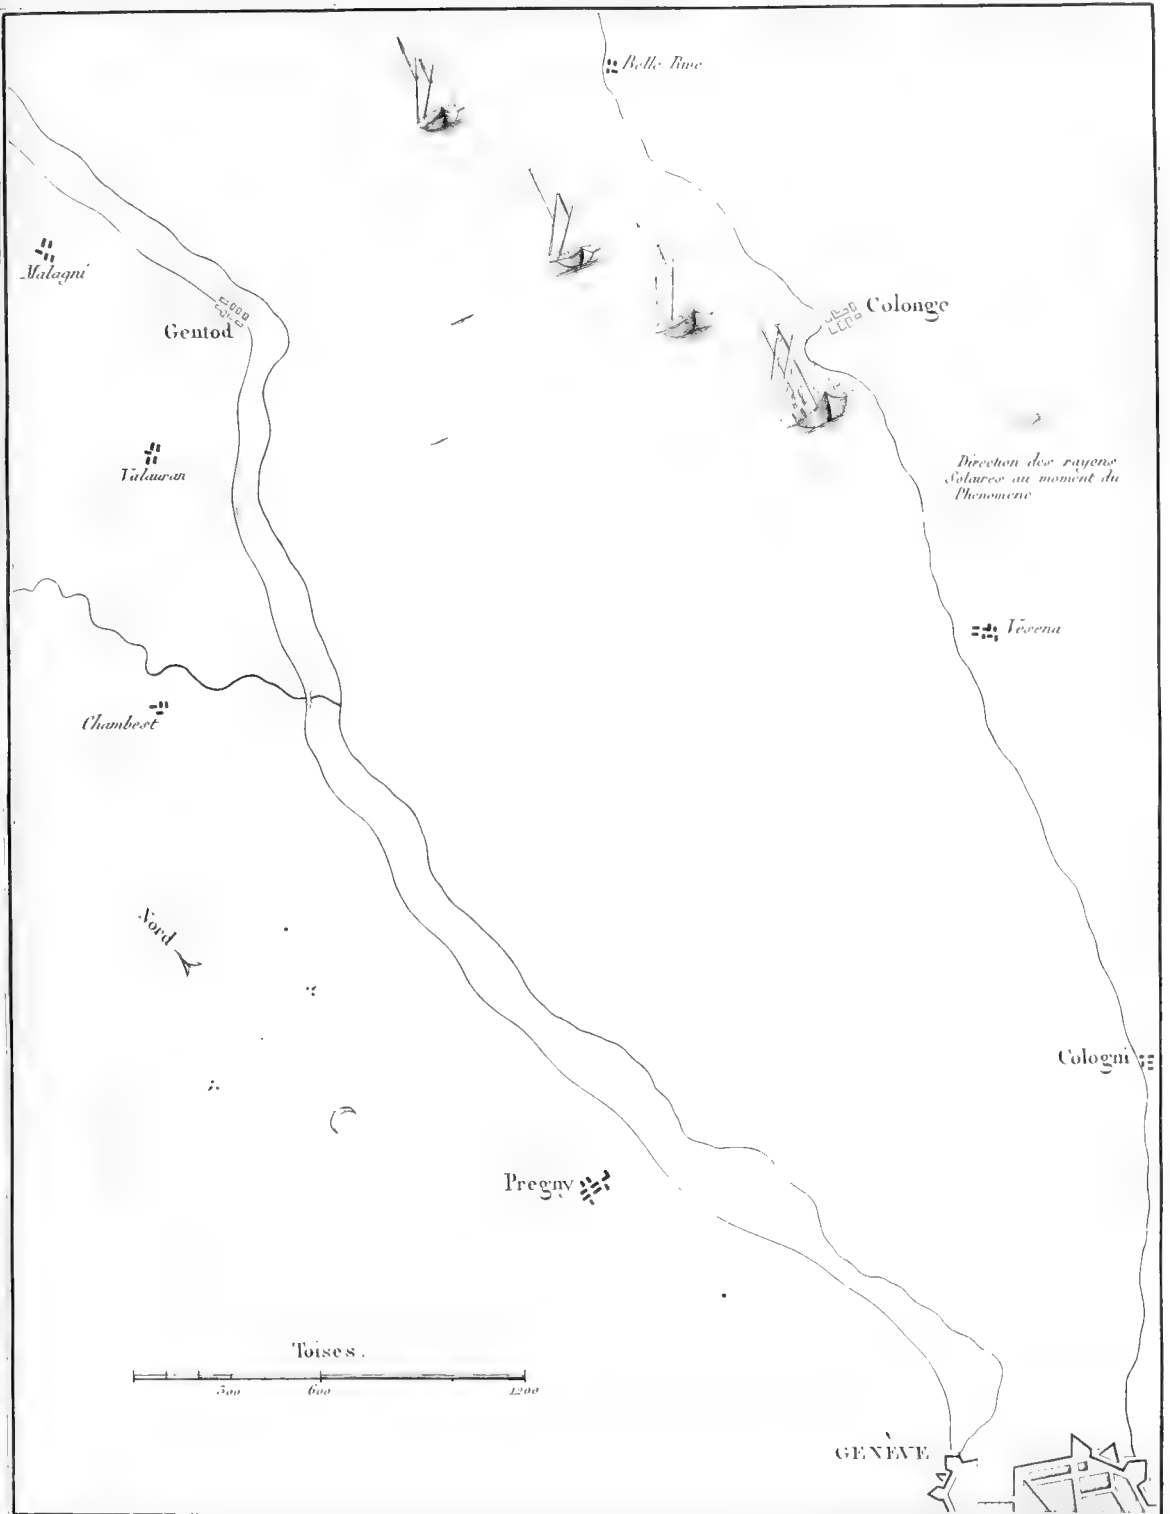 Belle Rive
Malagni
Gentod
Colonge
Valauran
Direction des rayons
Solaires au moment du
Phenomene
Vesena
Chambest
Nord
Cologni
Pregny
Toises.
300 600 1200
GENÈVE